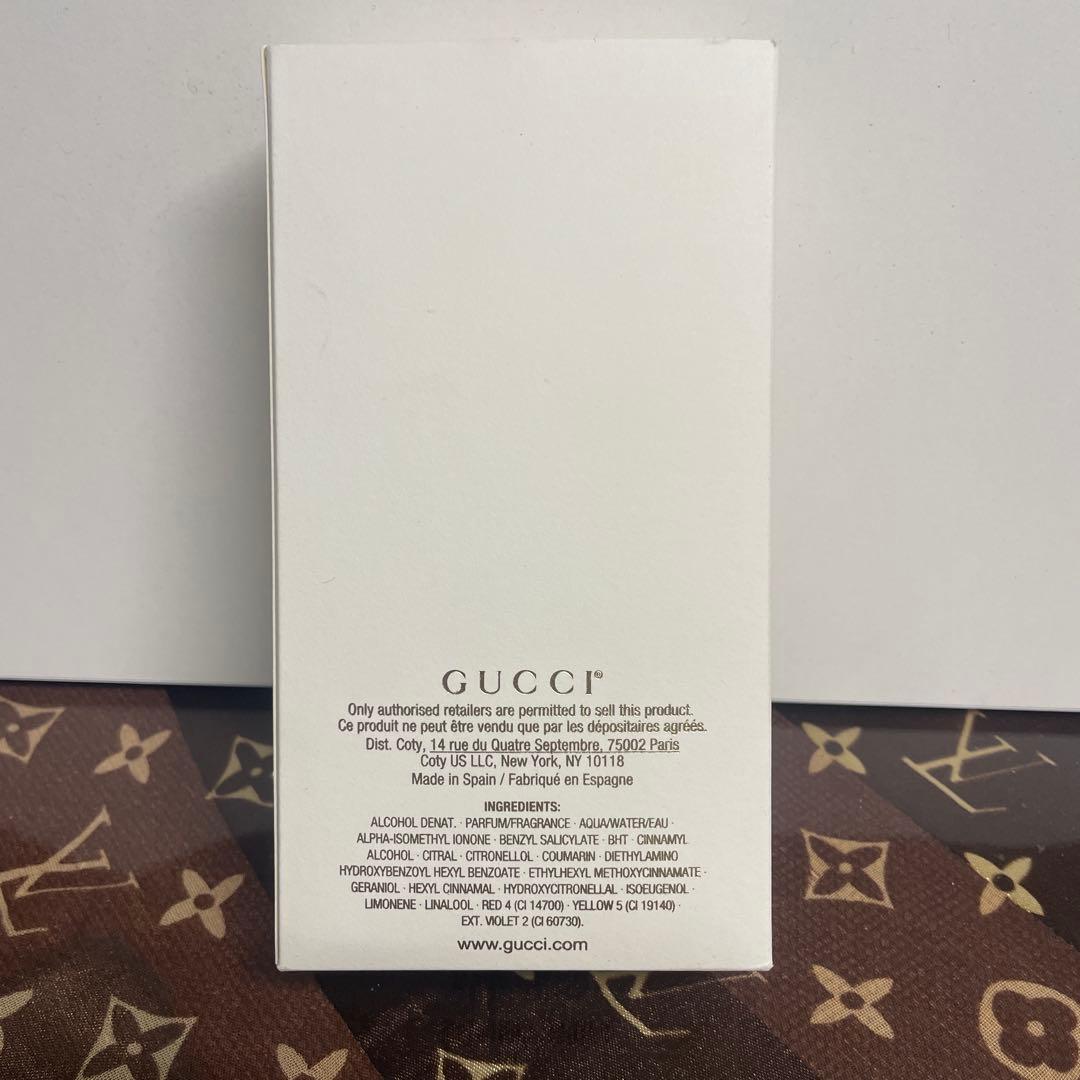 GUCCI®
Only authorised retailers are permitted to sell this product.
Ce produit ne peut être vendu que par les dépositaires agréés.
Dist. Coty, 14 rue du Quatre Septembre, 75002 Paris
Coty US LLC, New York, NY 10118
Made in Spain / Fabriqué en Espagne
INGREDIENTS:
ALCOHOL DENAT. · PARFUM/FRAGRANCE · AQUA/WATER/EAU ·
ALPHA-ISOMETHYL IONONE · BENZYL SALICYLATE · BHT · CINNAMYL
ALCOHOL · CITRAL · CITRONELLOL · COUMARIN · DIETHYLAMINO
HYDROXYBENZOYL HEXYL BENZOATE · ETHYLHEXYL METHOXYCINNAMATE ·
GERANIOL · HEXYL CINNAMAL · HYDROXYCITRONELLAL · ISOEUGENOL ·
LIMONENE · LINALOOL · RED 4 (CI 14700) · YELLOW 5 (CI 19140) ·
EXT. VIOLET 2 (CI 60730).
www.gucci.com
LV